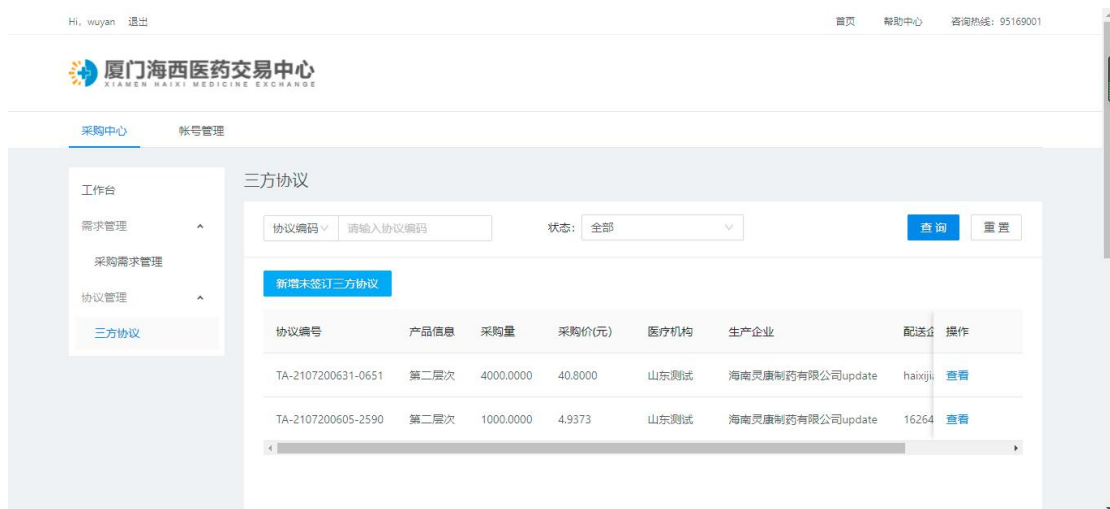 Hi，wuyan 退出 首页 帮助中心 咨询热线：95169001
厦门海西医药交易中心
XIAMEN HAIXI MEDICINE EXCHANGE
采购中心 帐号管理
工作台
需求管理
采购需求管理
协议管理
三方协议
三方协议
协议编码 请输入协议编码 状态： 全部 查 询 重 置
新增未签订三方协议
协议编号 产品信息 采购量 采购价(元) 医疗机构 生产企业 配送企 操作
TA-2107200631-0651 第二层次 4000.0000 40.8000 山东测试 海南灵康制药有限公司update haixiji 查看
TA-2107200605-2590 第二层次 1000.0000 4.9373 山东测试 海南灵康制药有限公司update 16264 查看